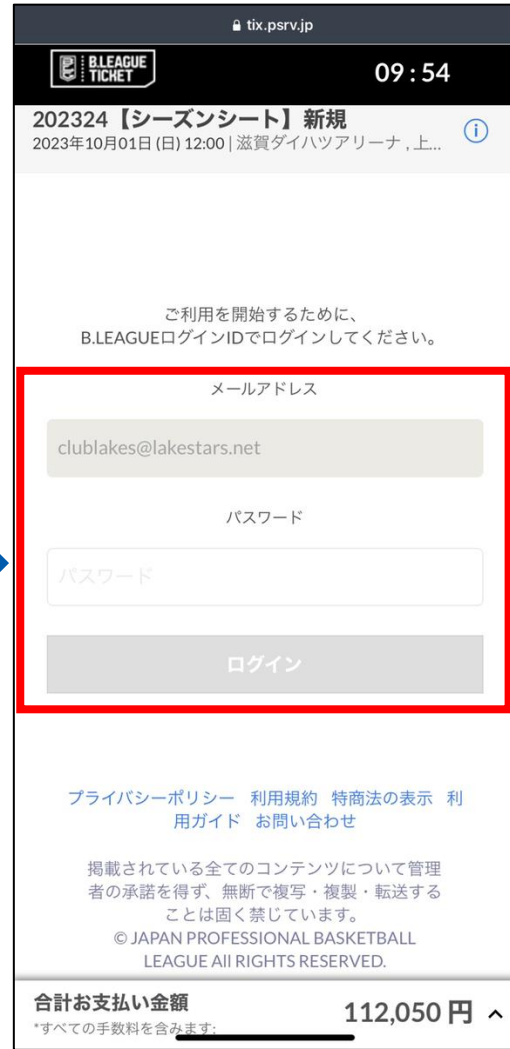 tix.psrv.jp
B.LEAGUE
TICKET
09 : 54
202324【シーズンシート】新規
2023年10月01日 (日) 12:00 | 滋賀ダイハツアリーナ , 上...
ご利用を開始するために、
B.LEAGUEログインIDでログインしてください。
メールアドレス
clublakes@lakestars.net
パスワード
パスワード
ログイン
プライバシーポリシー 利用規約 特商法の表示 利
用ガイド お問い合わせ
掲載されている全てのコンテンツについて管理
者の承諾を得ず、無断で複写・複製・転送する
ことは固く禁じています。
© JAPAN PROFESSIONAL BASKETBALL
LEAGUE All RIGHTS RESERVED.
合計お支払い金額
112,050 円
*すべての手数料を含みます: